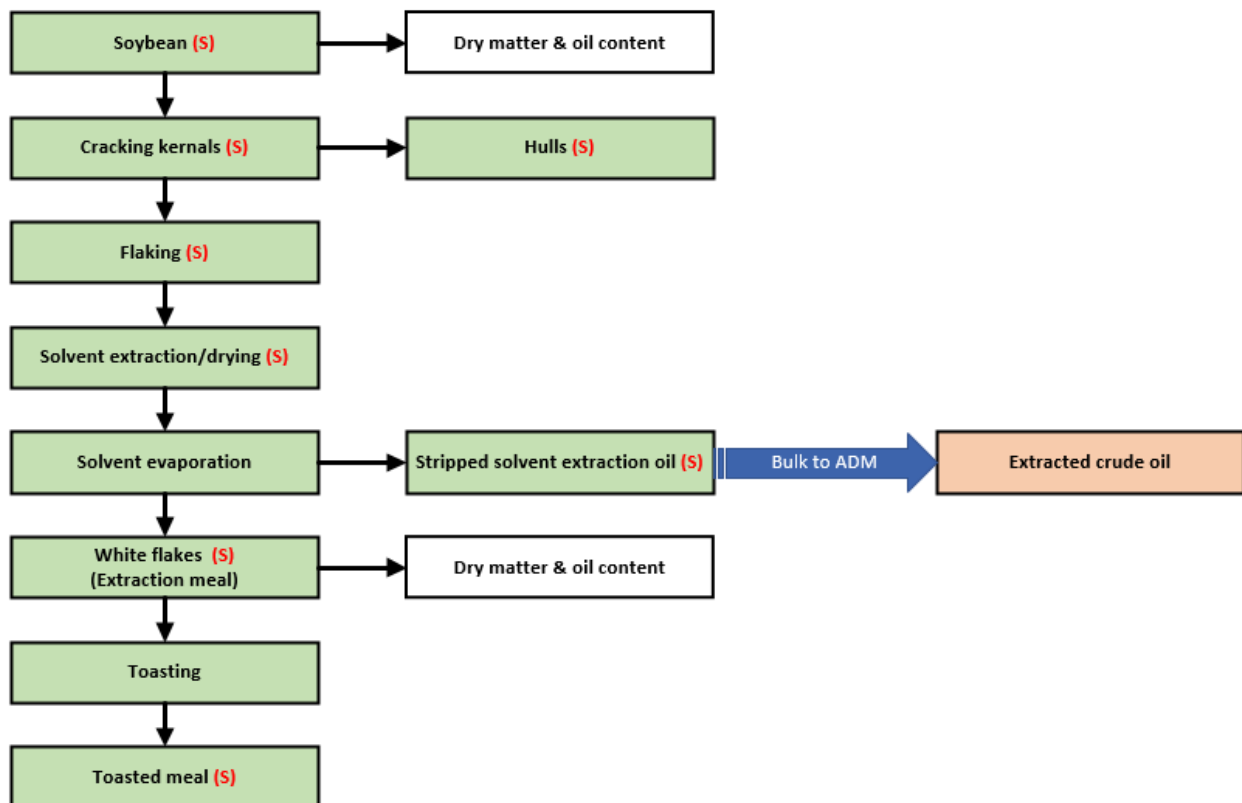 Soybean (S)
Dry matter & oil content
Cracking kernals (S)
Hulls (S)
Flaking (S)
Solvent extraction/drying (S)
Solvent evaporation
Stripped solvent extraction oil (S)
Bulk to ADM
Extracted crude oil
White flakes (S)
(Extraction meal)
Dry matter & oil content
Toasting
Toasted meal (S)